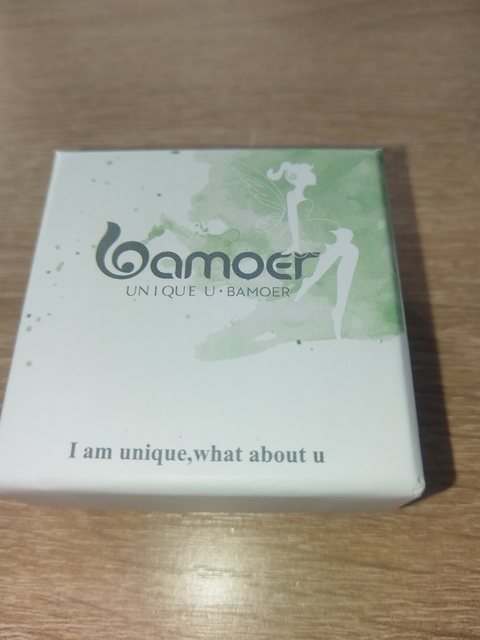 bamoer
UNIQUE U·BAMOER
I am unique,what about u